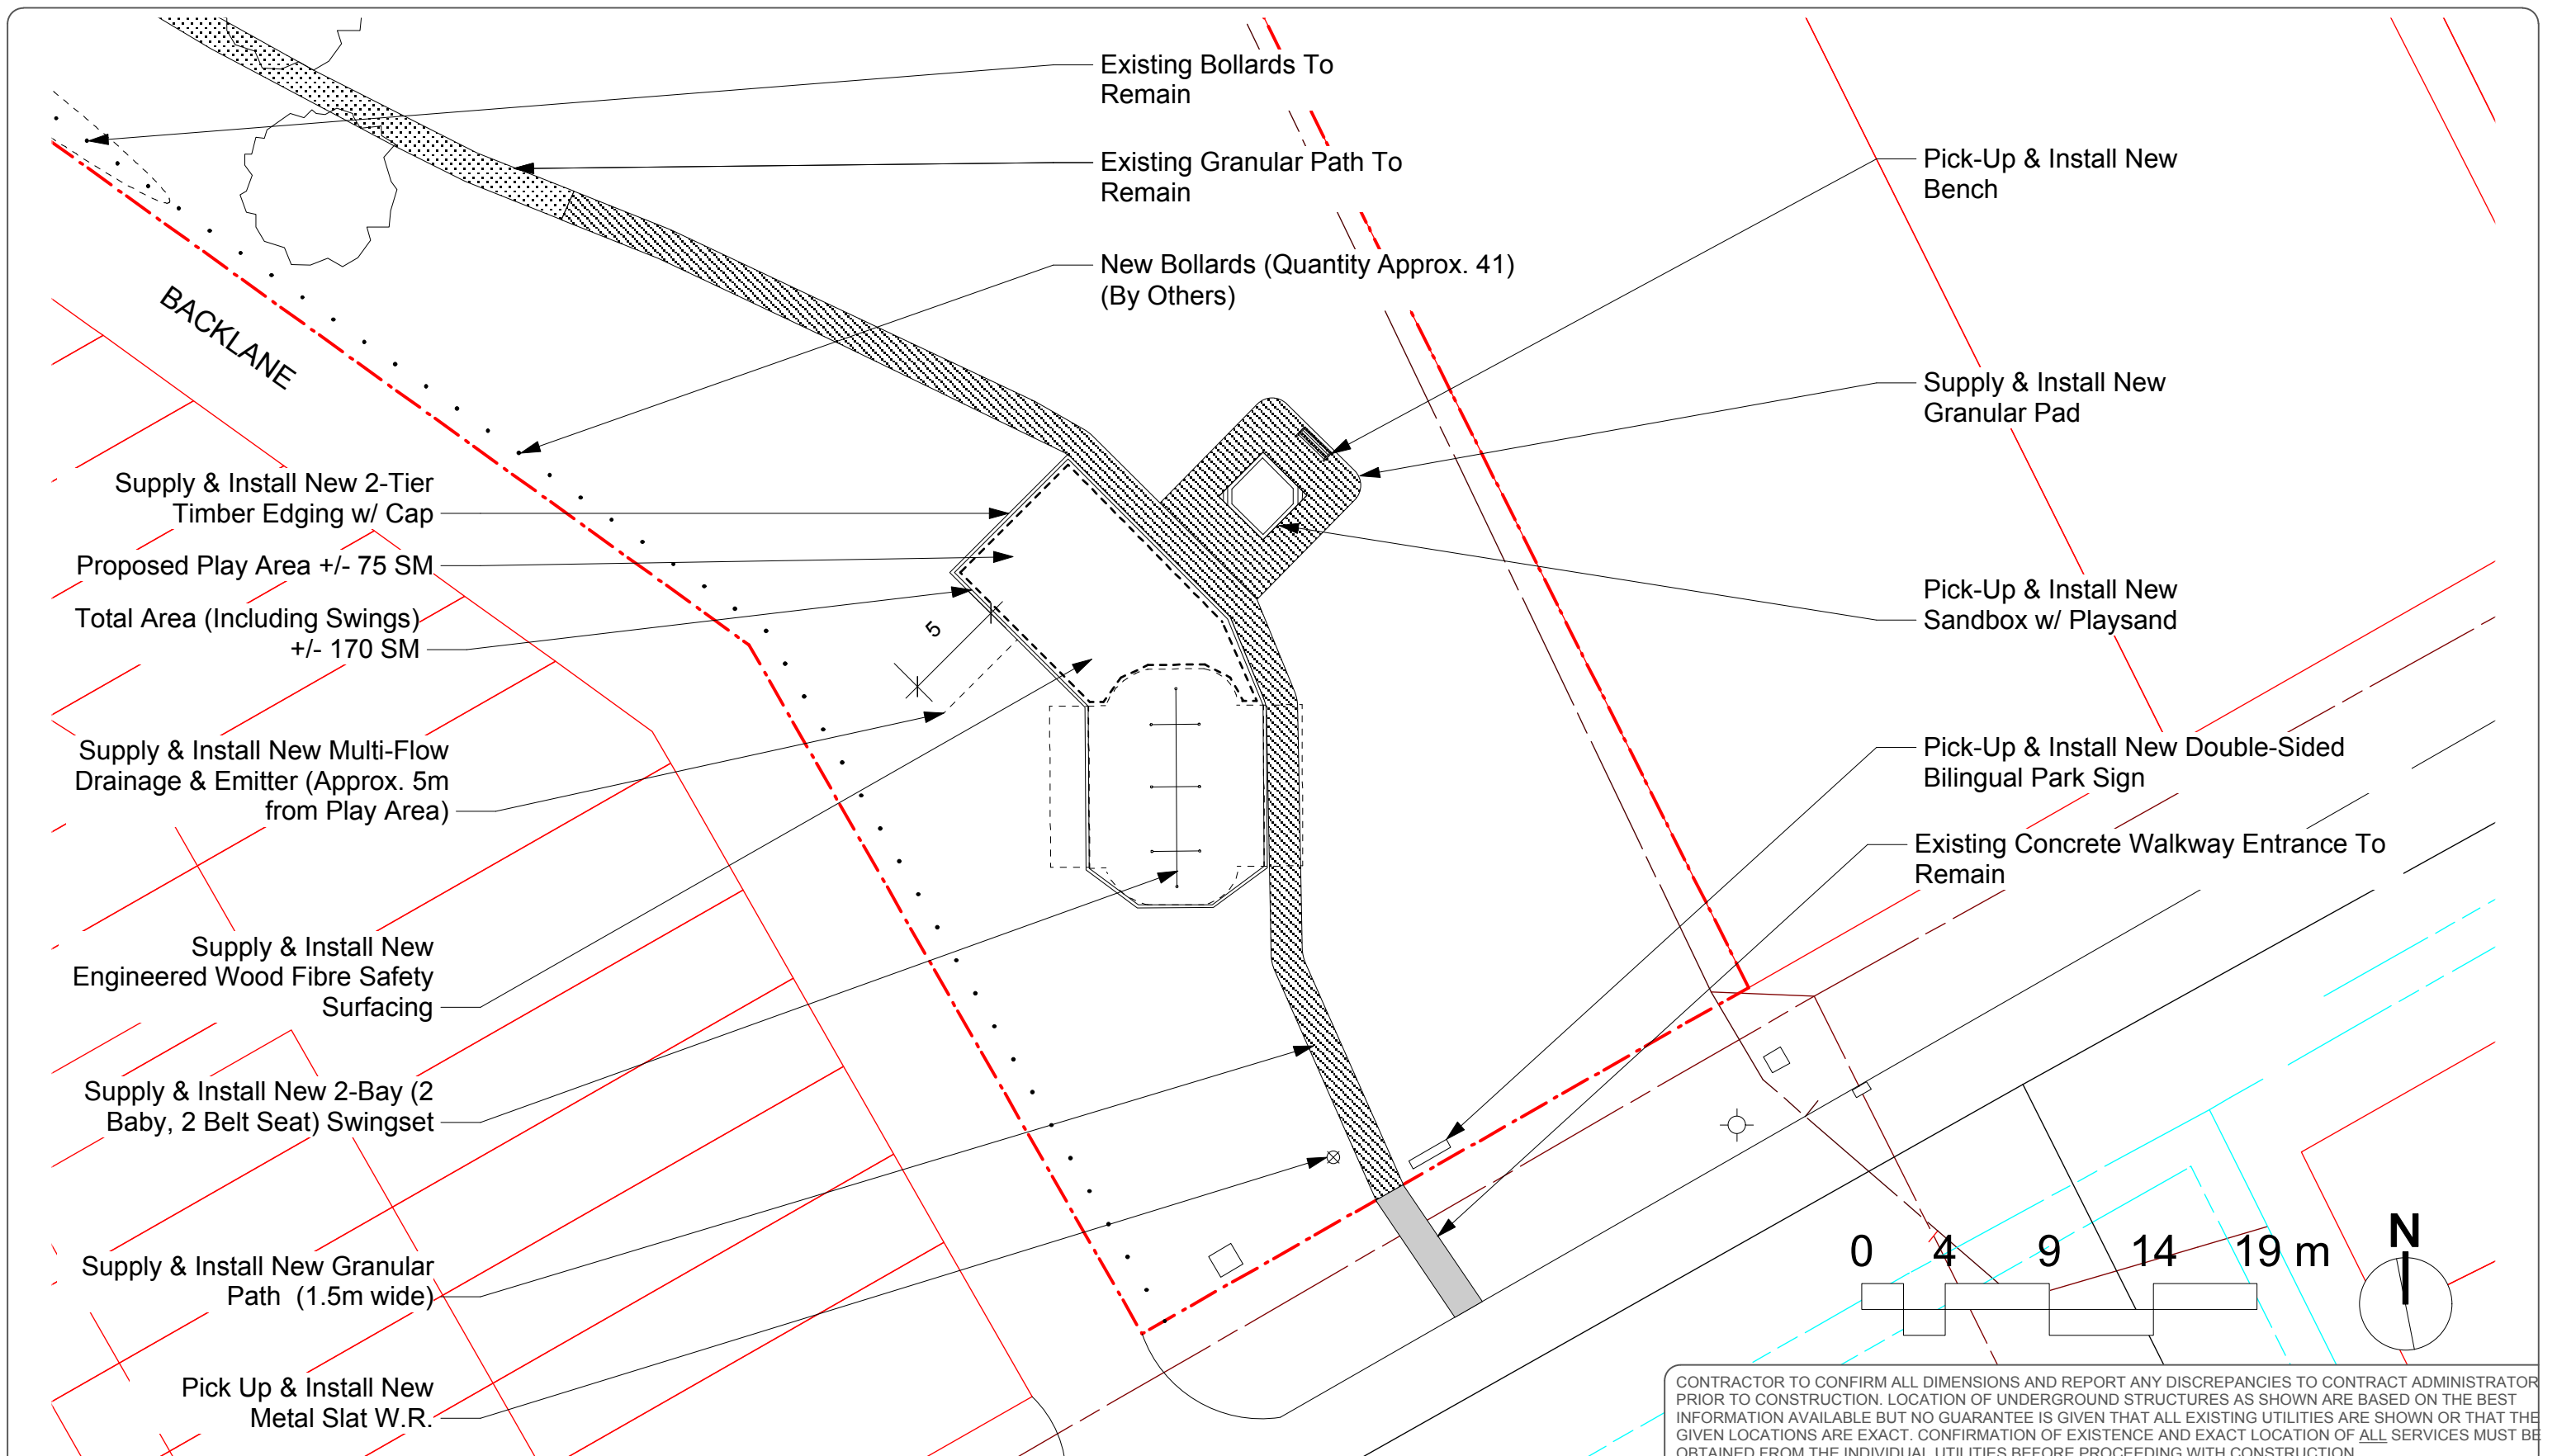 Existing Bollards To
Remain
Existing Granular Path To
Remain
New Bollards (Quantity Approx. 41)
(By Others)
Pick-Up & Install New
Bench
Supply & Install New
Granular Pad
Pick-Up & Install New
Sandbox w/ Playsand
Pick-Up & Install New Double-Sided
Bilingual Park Sign
Existing Concrete Walkway Entrance To
Remain
BACKLANE
Supply & Install New 2-Tier
Timber Edging w/ Cap
Proposed Play Area +/- 75 SM
Total Area (Including Swings)
+/- 170 SM
5
Supply & Install New Multi-Flow
Drainage & Emitter (Approx. 5m
from Play Area)
Supply & Install New
Engineered Wood Fibre Safety
Surfacing
Supply & Install New 2-Bay (2
Baby, 2 Belt Seat) Swingset
Supply & Install New Granular
Path (1.5m wide)
Pick Up & Install New
Metal Slat W.R.
0 4 9 14 19 m
N
CONTRACTOR TO CONFIRM ALL DIMENSIONS AND REPORT ANY DISCREPANCIES TO CONTRACT ADMINISTRATOR
PRIOR TO CONSTRUCTION. LOCATION OF UNDERGROUND STRUCTURES AS SHOWN ARE BASED ON THE BEST
INFORMATION AVAILABLE BUT NO GUARANTEE IS GIVEN THAT ALL EXISTING UTILITIES ARE SHOWN OR THAT THE
GIVEN LOCATIONS ARE EXACT. CONFIRMATION OF EXISTENCE AND EXACT LOCATION OF ALL SERVICES MUST BE
OBTAINED FROM THE INDIVIDUAL UTILITIES BEFORE PROCEEDING WITH CONSTRUCTION